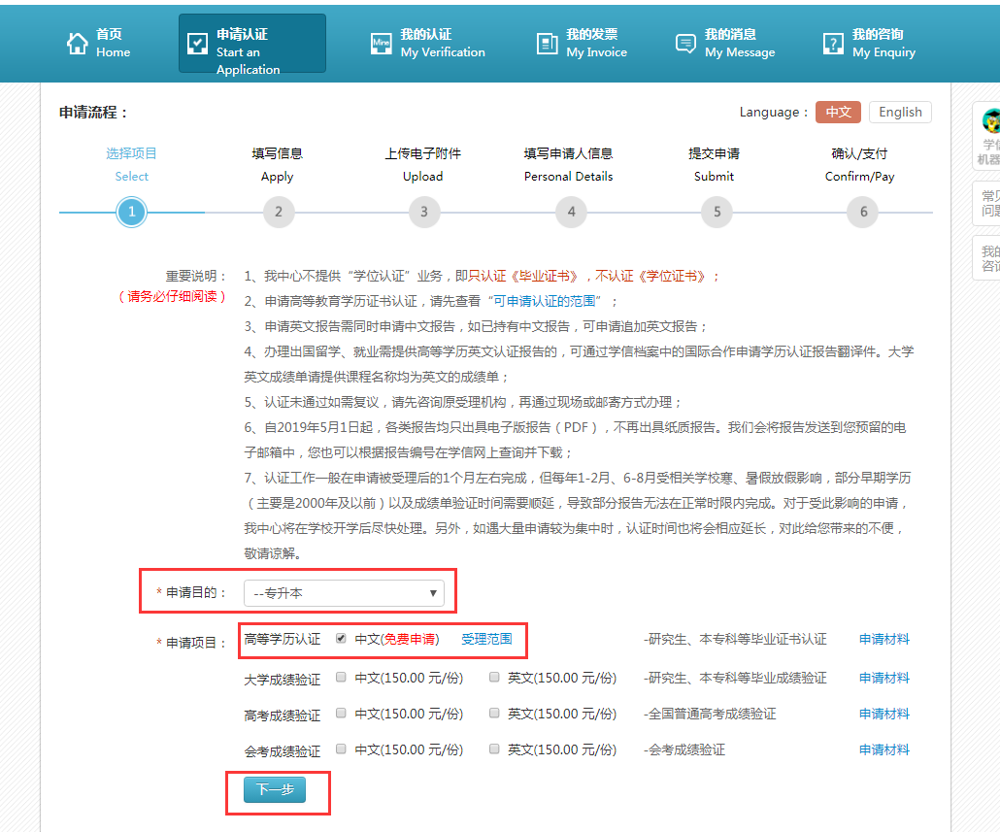 首页
Home
申请认证
Start an
Application
我的认证
My Verification
Mine
我的发票
My Invoice
我的消息
My Message
我的咨询
My Enquiry
申请流程：
Language：
中文
English
选择项目
Select
填写信息
Apply
上传电子附件
Upload
填写申请人信息
Personal Details
提交申请
Submit
确认/支付
Confirm/Pay
1
2
3
4
5
6
常见
问题
我的
咨询
重要说明：
（请务必仔细阅读）
1、我中心不提供“学位认证”业务，即只认证《毕业证书》，不认证《学位证书》；
2、申请高等教育学历证书认证，请先查看“可申请认证的范围”；
3、申请英文报告需同时申请中文报告，如已持有中文报告，可申请追加英文报告；
4、办理出国留学、就业需提供高等学历英文认证报告的，可通过学信档案中的国际合作申请学历认证报告翻译件。大学
英文成绩单请提供课程名称均为英文的成绩单；
5、认证未通过如需复议，请先咨询原受理机构，再通过现场或邮寄方式办理；
6、自2019年5月1日起，各类报告均只出具电子版报告（PDF），不再出具纸质报告。我们会将报告发送到您预留的电
子邮箱中，您也可以根据报告编号在学信网上查询并下载；
7、认证工作一般在申请被受理后的1个月左右完成，但每年1-2月、6-8月受相关学校寒、暑假放假影响，部分早期学历
（主要是2000年及以前）以及成绩单验证时间需要顺延，导致部分报告无法在正常时限内完成。对于受此影响的申请，
我中心将在学校开学后尽快处理。另外，如遇大量申请较为集中时，认证时间也将会相应延长，对此给您带来的不便，
敬请谅解。
* 申请目的： --专升本
* 申请项目： 高等学历认证 中文(免费申请) 受理范围 -研究生、本专科等毕业证书认证 申请材料
大学成绩验证 中文(150.00 元/份) 英文(150.00 元/份) -研究生、本专科等毕业成绩验证 申请材料
高考成绩验证 中文(150.00 元/份) 英文(150.00 元/份) -全国普通高考成绩验证 申请材料
会考成绩验证 中文(150.00 元/份) 英文(150.00 元/份) -会考成绩验证 申请材料
下一步